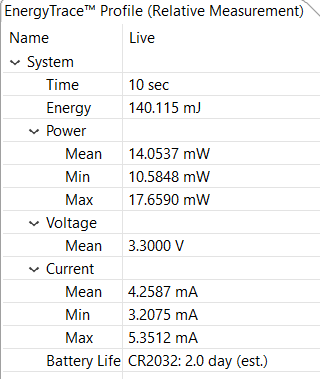 EnergyTrace™ Profile (Relative Measurement)
Name Live
System
Time 10 sec
Energy 140.115 mJ
Power
Mean 14.0537 mW
Min 10.5848 mW
Max 17.6590 mW
Voltage
Mean 3.3000 V
Current
Mean 4.2587 mA
Min 3.2075 mA
Max 5.3512 mA
Battery Life CR2032: 2.0 day (est.)